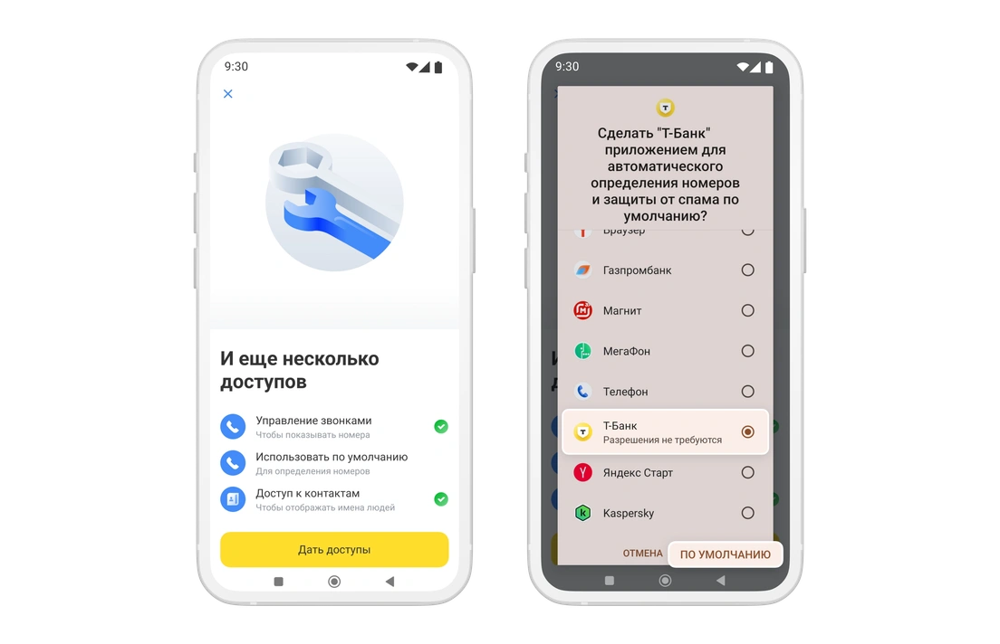 9:30
И еще несколько
доступов
Управление звонками
Чтобы показывать номера
Использовать по умолчанию
Для определения номеров
Доступ к контактам
Чтобы отображать имена людей
Дать доступы
9:30
Т
Сделать "Т-Банк"
приложением для
автоматического
определения номеров
и защиты от спама по
умолчанию?
Браузер
Газпромбанк
Магнит
МегаФон
Телефон
Т-Банк
Разрешения не требуются
Яндекс Старт
Kaspersky
ОТМЕНА
ПО УМОЛЧАНИЮ